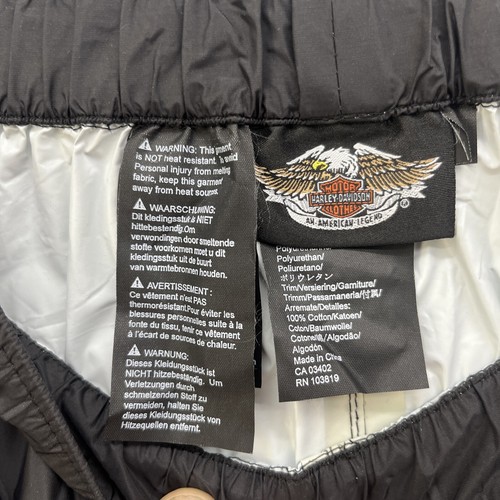 WARNING: This garment
is NOT heat resistant. To avoid
Personal injury from melting
fabric, keep this garment
away from heat source.
WAARSCHUWING:
Dit kledingsstuk is NIET
hittebestendig.Om
verwondingen door smeltende
stoffe voorkomen moet u dit
kledingsstuk uit de buurt
van warmtebronnen houden.
AVERTISSEMENT :
Ce vêtement n'est PAS
thermorésistant.Pour éviter les
blessures personnelles suite à la
fonte du tissu, tenir ce vêtement
à l'écart de sources de chaleur.
WARNUNG:
Dieses Kleidungsstück ist
NICHT hitzebeständig. Um
Verletzungen durch
schmelzenden Stoff zu
vermeiden, halten Sie
dieses Kleidungsstück von
Hitzequellen entfernt.
MOTOR
HARLEY-DAVIDSON
CLOTHES
AN AMERICAN LEGEND
®
Polyurethane/
Polyurethan/
Poliuretano/
ポリウレタン
Trim/Versiering/Garniture/
Trimm/Passamaneria/付属/
Arremate/Detalles:
100% Cotton/Katoen/
Coton/Baumwolle/
Cotone/綿/Algodão/
Algodón
Made in China
CA 03402
RN 103819